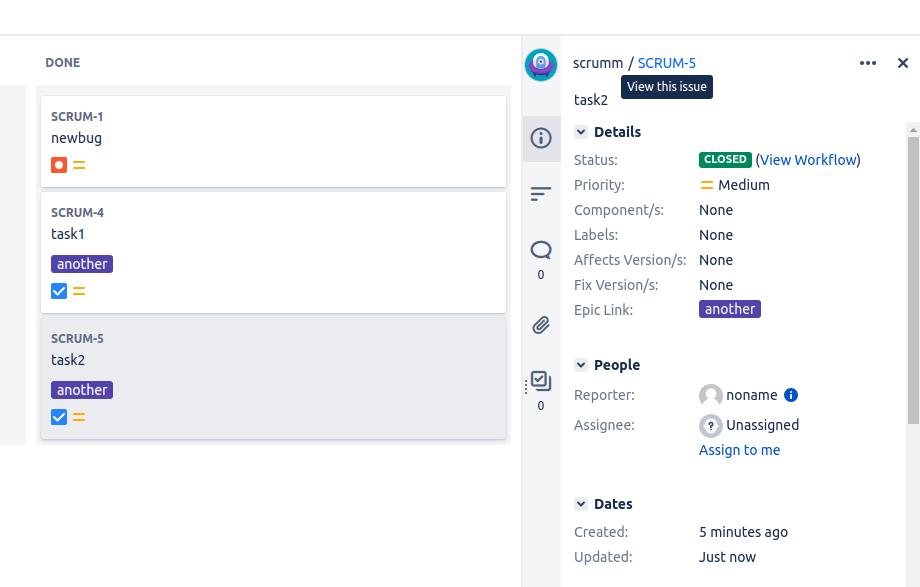 DONE
SCRUM-1
newbug
SCRUM-4
task1
another
SCRUM-5
task2
another
scrumm / SCRUM-5
View this issue
task2
Details
Status: CLOSED (View Workflow)
Priority: Medium
Component/s: None
Labels: None
Affects Version/s: None
Fix Version/s: None
Epic Link: another
People
Reporter: noname
Assignee: ? Unassigned
Assign to me
Dates
Created: 5 minutes ago
Updated: Just now
0
0